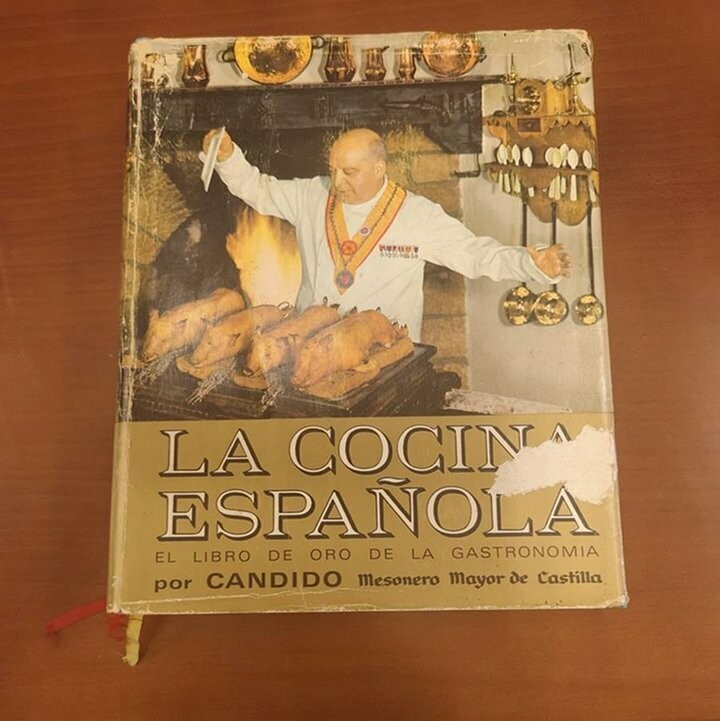 LA COCINA
ESPAÑOLA
EL LIBRO DE ORO DE LA GASTRONOMIA
por CANDIDO Mesonero Mayor de Castilla